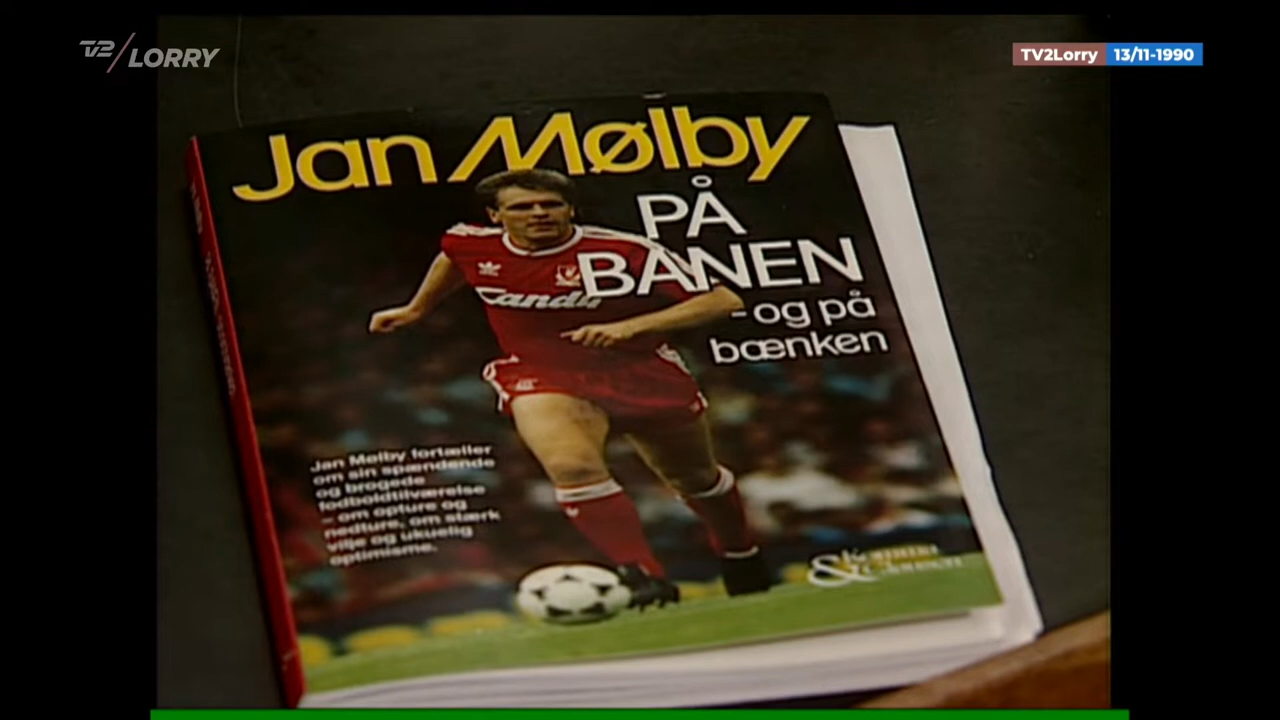 TV2/LORRY
TV2Lorry 13/11-1990
Jan Mølby
PÅ
BANEN
- og på
bænken
Candy
Jan Mølby fortæller
om sin spændende
og brogede
fodboldtilværelse
- om opture og
nedture, om stærk
vilje og ukuelig
optimisme.
&